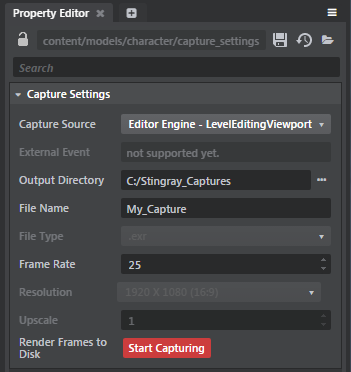 Property Editor
content/models/character/capture_settings
Search
Capture Settings
Capture Source Editor Engine - LevelEditingViewport
External Event not supported yet.
Output Directory C:/Stingray_Captures
File Name My_Capture
File Type .exr
Frame Rate 25
Resolution 1920 X 1080 (16:9)
Upscale 1
Render Frames to
Disk Start Capturing